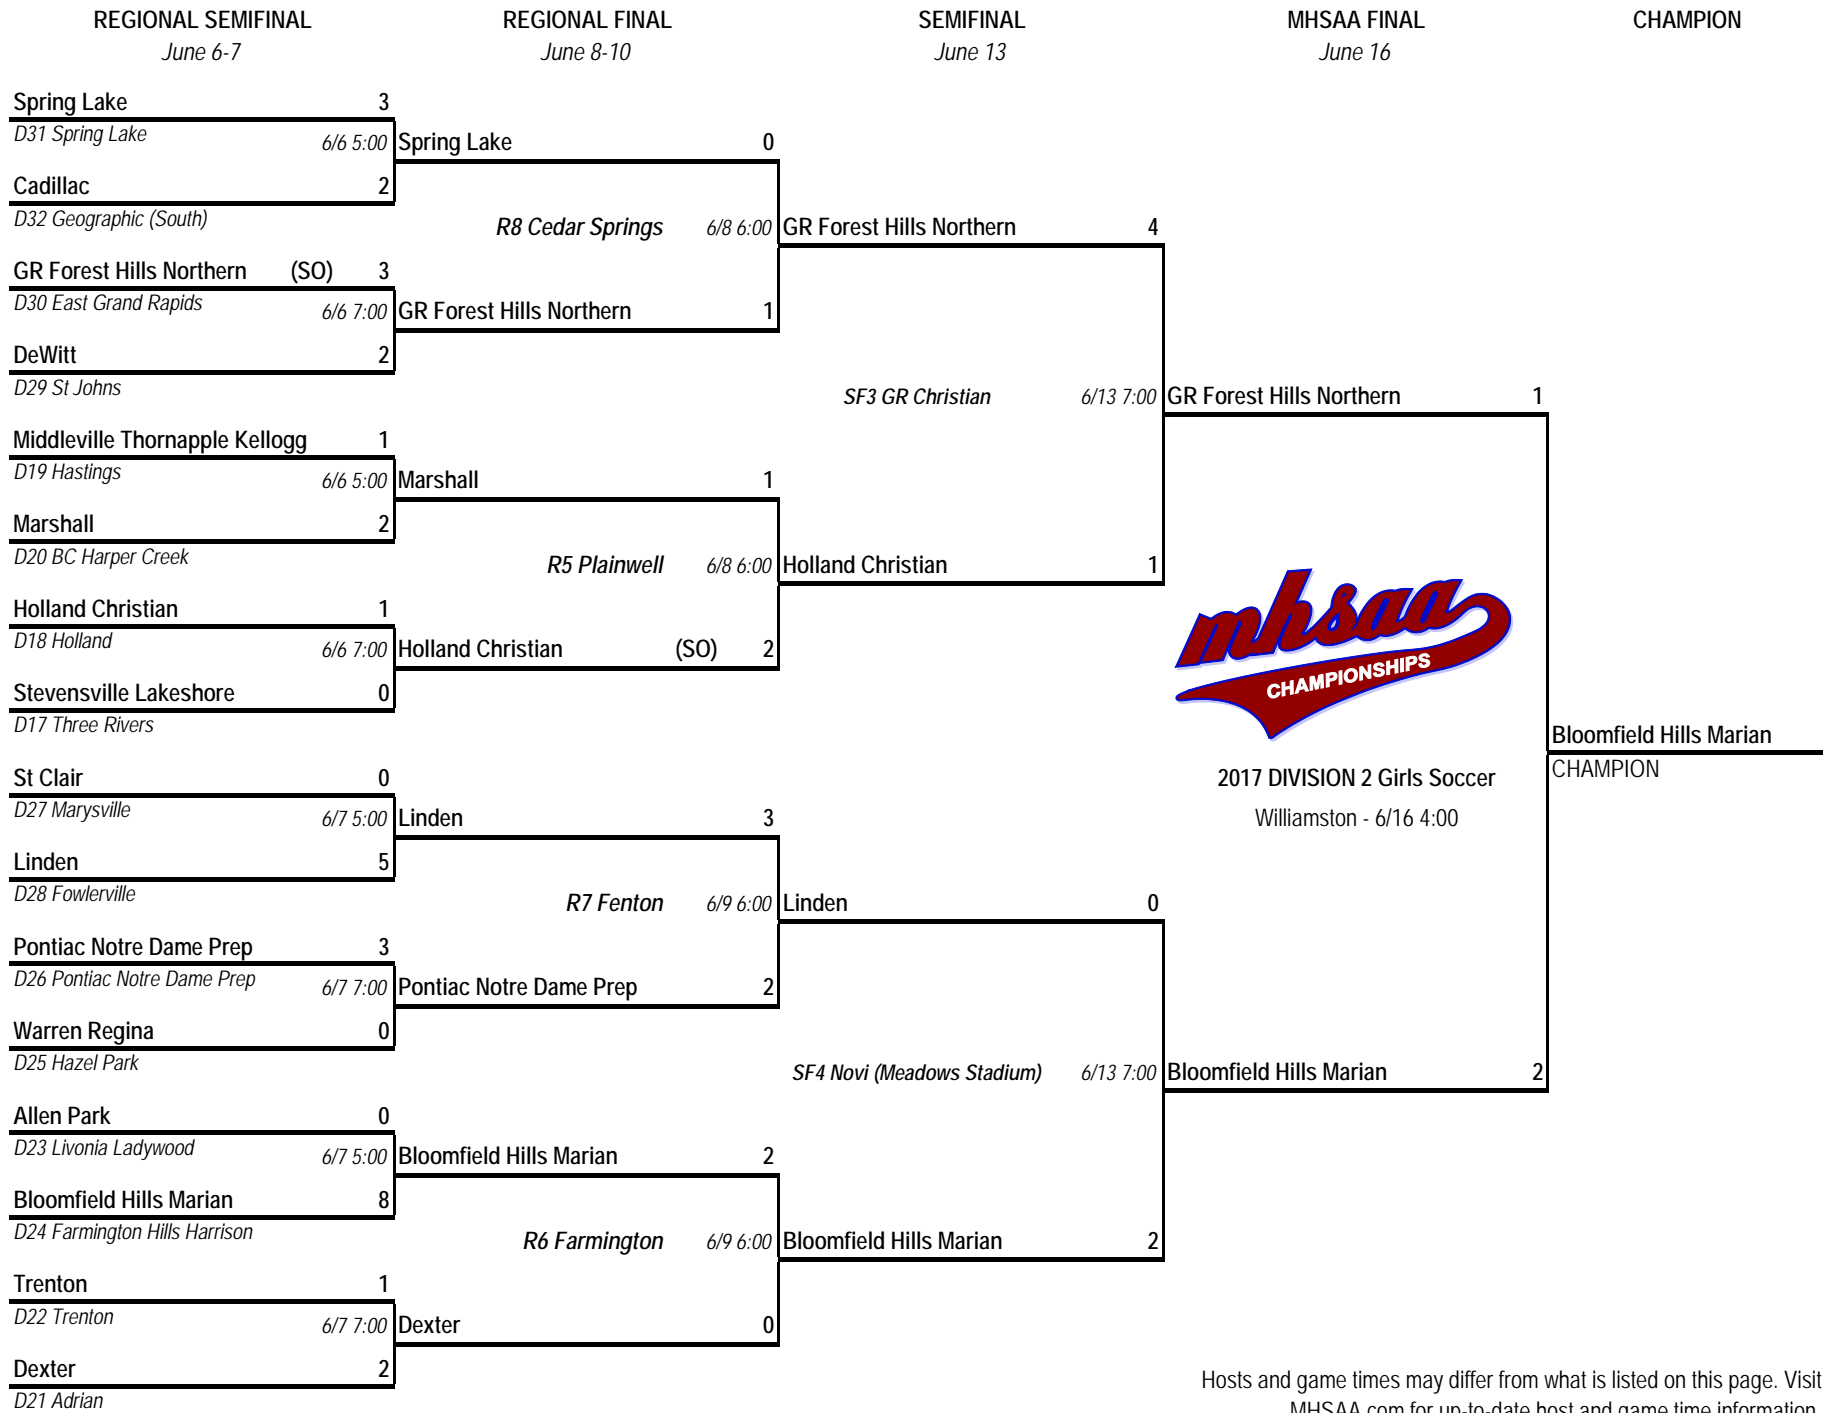 REGIONAL SEMIFINAL REGIONAL FINAL SEMIFINAL MHSAA FINAL CHAMPION
June 6-7 June 8-10 June 13 June 16
Spring Lake 3
D31 Spring Lake 6/6 5:00 Spring Lake 0
Cadillac 2
D32 Geographic (South) R8 Cedar Springs 6/8 6:00 GR Forest Hills Northern 4
GR Forest Hills Northern (SO) 3
D30 East Grand Rapids 6/6 7:00 GR Forest Hills Northern 1
DeWitt 2
D29 St Johns SF3 GR Christian 6/13 7:00 GR Forest Hills Northern 1
Middleville Thornapple Kellogg 1
D19 Hastings 6/6 5:00 Marshall 1
Marshall 2
D20 BC Harper Creek R5 Plainwell 6/8 6:00 Holland Christian 1
Holland Christian 1
mhsaa
D18 Holland 6/6 7:00 Holland Christian (SO) 2
CHAMPIONSHIPS
Stevensville Lakeshore 0
D17 Three Rivers Bloomfield Hills Marian
St Clair 0 2017 DIVISION 2 Girls Soccer CHAMPION
D27 Marysville 6/7 5:00 Linden 3 Williamston - 6/16 4:00
Linden 5
D28 Fowlerville R7 Fenton 6/9 6:00 Linden 0
Pontiac Notre Dame Prep 3
D26 Pontiac Notre Dame Prep 6/7 7:00 Pontiac Notre Dame Prep 2
Warren Regina 0
D25 Hazel Park SF4 Novi (Meadows Stadium) 6/13 7:00 Bloomfield Hills Marian 2
Allen Park 0
D23 Livonia Ladywood 6/7 5:00 Bloomfield Hills Marian 2
Bloomfield Hills Marian 8
D24 Farmington Hills Harrison R6 Farmington 6/9 6:00 Bloomfield Hills Marian 2
Trenton 1
D22 Trenton 6/7 7:00 Dexter 0
Dexter 2
Hosts and game times may differ from what is listed on this page. Visit
D21 Adrian
MHSAA.com for up-to-date host and game time information.